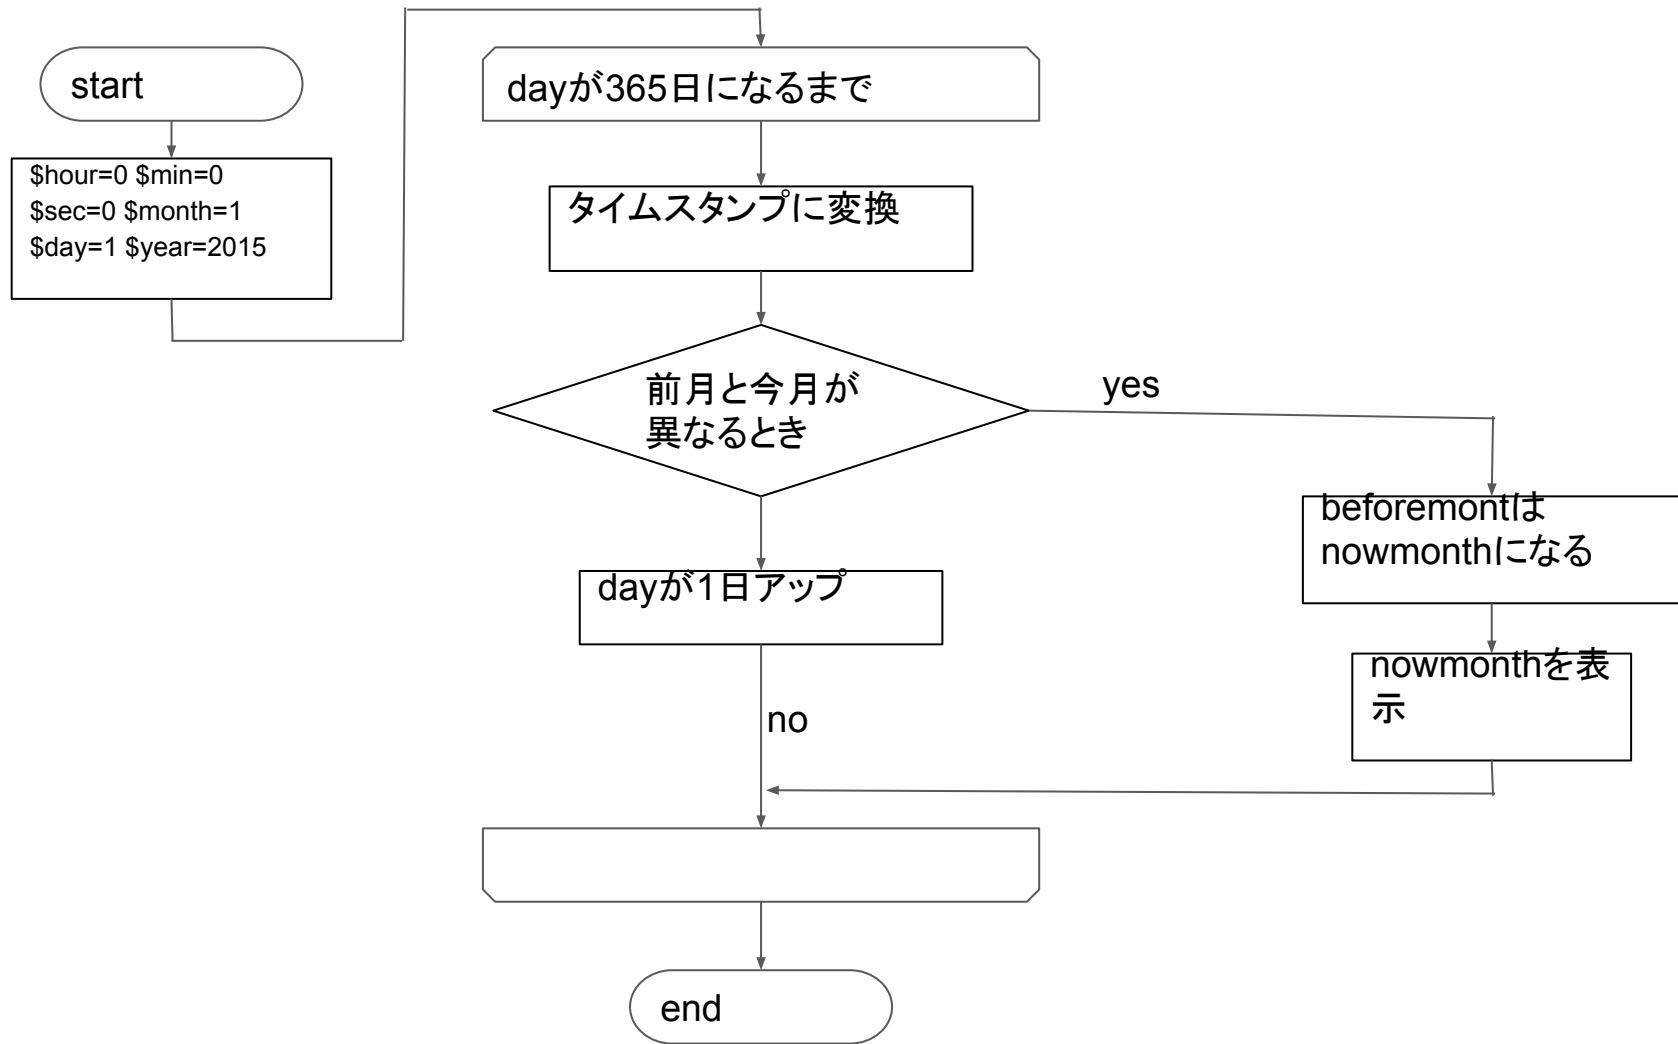 start
$hour=0 $min=0
$sec=0 $month=1
$day=1 $year=2015
dayが365日になるまで
タイムスタンプに変換
前月と今月が
異なるとき
yes
beforemontは
nowmonthになる
dayが1日アップ
nowmonthを表
示
no
end